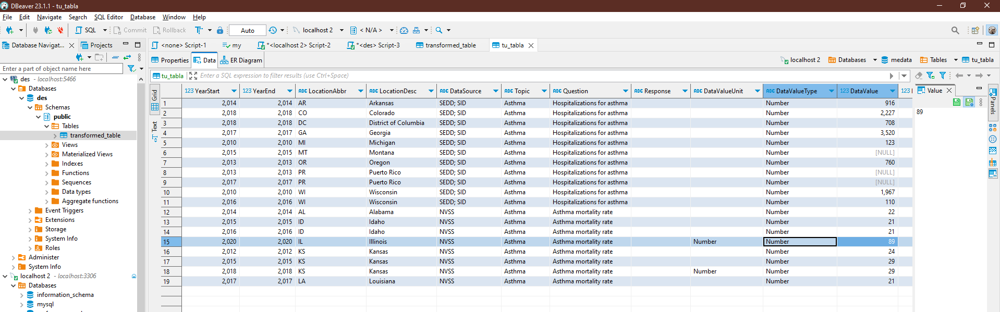 DBeaver 23.1.1 - tu_tabla
File Edit Navigate Search SQL Editor Database Window Help
SQL Commit Rollback Auto localhost 2 < N/A >
Database Navigat... Projects
<none> Script-1 my *<localhost 2> Script-2 *<des> Script-3 transformed_table tu_tabla
Enter a part of object name here
des - localhost:5466
Databases
des
Schemas
public
Tables
transformed_table
Views
Materialized Views
Indexes
Functions
Sequences
Data types
Aggregate functions
Event Triggers
Extensions
Storage
System Info
Roles
Administer
System Info
localhost 2 - localhost:3306
Databases
information_schema
mysql
Properties Data ER Diagram localhost 2 Databases medata Tables tu_tabla
tu_tabla Enter a SQL expression to filter results (use Ctrl+Space)
Grid
Text
123 YearStart 123 YearEnd ABC LocationAbbr ABC LocationDesc ABC DataSource ABC Topic ABC Question ABC Response ABC DataValueUnit ABC DataValueType 123 DataValue 123
1 2,014 2,014 AR Arkansas SEDD; SID Asthma Hospitalizations for asthma Number 916
2 2,018 2,018 CO Colorado SEDD; SID Asthma Hospitalizations for asthma Number 2,227
3 2,018 2,018 DC District of Columbia SEDD; SID Asthma Hospitalizations for asthma Number 708
4 2,017 2,017 GA Georgia SEDD; SID Asthma Hospitalizations for asthma Number 3,520
5 2,010 2,010 MI Michigan SEDD; SID Asthma Hospitalizations for asthma Number 123
6 2,015 2,015 MT Montana SEDD; SID Asthma Hospitalizations for asthma Number [NULL]
7 2,013 2,013 OR Oregon SEDD; SID Asthma Hospitalizations for asthma Number 760
8 2,013 2,013 PR Puerto Rico SEDD; SID Asthma Hospitalizations for asthma Number [NULL]
9 2,017 2,017 PR Puerto Rico SEDD; SID Asthma Hospitalizations for asthma Number [NULL]
10 2,010 2,010 WI Wisconsin SEDD; SID Asthma Hospitalizations for asthma Number 1,967
11 2,016 2,016 WI Wisconsin SEDD; SID Asthma Hospitalizations for asthma Number 110
12 2,014 2,014 AL Alabama NVSS Asthma Asthma mortality rate Number 22
13 2,015 2,015 ID Idaho NVSS Asthma Asthma mortality rate Number 21
14 2,016 2,016 ID Idaho NVSS Asthma Asthma mortality rate Number 21
15 2,020 2,020 IL Illinois NVSS Asthma Asthma mortality rate Number Number 89
16 2,012 2,012 KS Kansas NVSS Asthma Asthma mortality rate Number 24
17 2,015 2,015 KS Kansas NVSS Asthma Asthma mortality rate Number 29
18 2,018 2,018 KS Kansas NVSS Asthma Asthma mortality rate Number Number 29
19 2,017 2,017 LA Louisiana NVSS Asthma Asthma mortality rate Number 21
Value
89
Panels